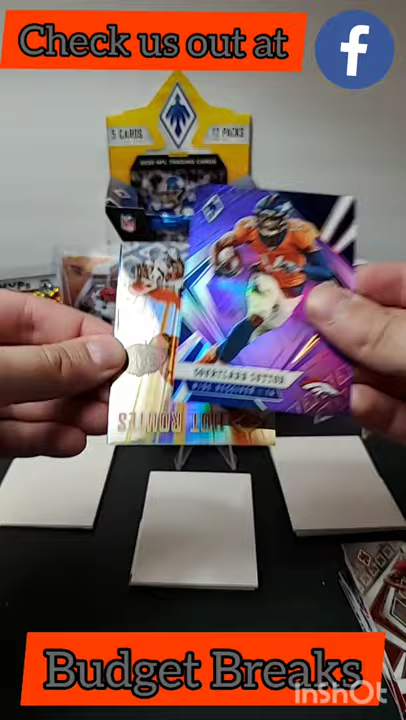 Check us out at
f
5 CARDS
12 PACKS
2020 NFL TRADING CARDS
NFL
COURTLAND SUTTON
WIDE RECEIVER
HOT ROOKIES
Budget Breaks
InShOt